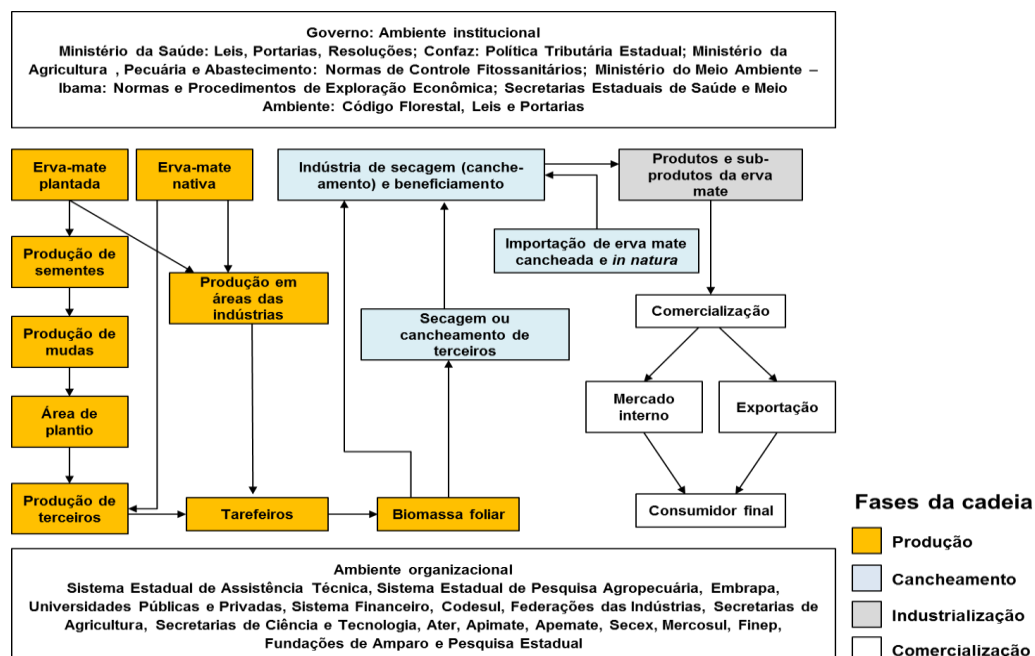 Governo: Ambiente institucional
Ministério da Saúde: Leis, Portarias, Resoluções; Confaz: Política Tributária Estadual; Ministério da
Agricultura , Pecuária e Abastecimento: Normas de Controle Fitossanitários; Ministério do Meio Ambiente –
Ibama: Normas e Procedimentos de Exploração Econômica; Secretarias Estaduais de Saúde e Meio
Ambiente: Código Florestal, Leis e Portarias
Erva-mate
plantada
Erva-mate
nativa
Indústria de secagem (canche-
amento) e beneficiamento
Produtos e sub-
produtos da erva
mate
Produção de
sementes
Produção em
áreas das
indústrias
Importação de erva mate
cancheada e in natura
Produção de
mudas
Secagem ou
cancheamento de
terceiros
Comercialização
Área de
plantio
Mercado
interno
Exportação
Produção de
terceiros
Tarefeiros
Biomassa foliar
Consumidor final
Ambiente organizacional
Sistema Estadual de Assistência Técnica, Sistema Estadual de Pesquisa Agropecuária, Embrapa,
Universidades Públicas e Privadas, Sistema Financeiro, Codesul, Federações das Indústrias, Secretarias de
Agricultura, Secretarias de Ciência e Tecnologia, Ater, Apimate, Apemate, Secex, Mercosul, Finep,
Fundações de Amparo e Pesquisa Estadual
Fases da cadeia
Produção
Cancheamento
Industrialização
Comercialização